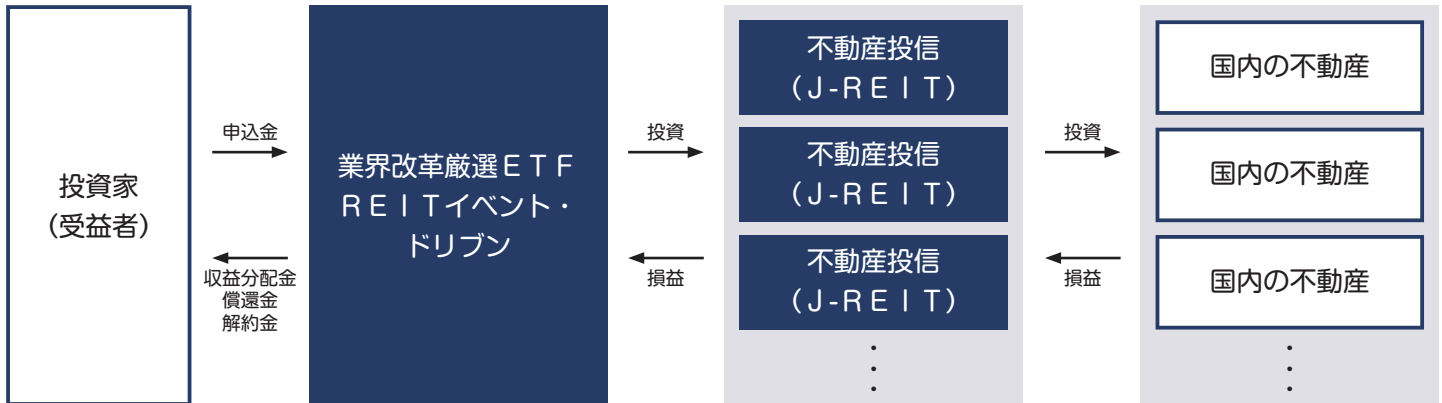 投資家
(受益者)
申込金
収益分配金
償還金
解約金
業界改革厳選ＥＴＦ
ＲＥＩＴイベント・
ドリブン
投資
損益
不動産投信
(Ｊ-ＲＥＩＴ)
不動産投信
(Ｊ-ＲＥＩＴ)
不動産投信
(Ｊ-ＲＥＩＴ)
投資
損益
国内の不動産
国内の不動産
国内の不動産